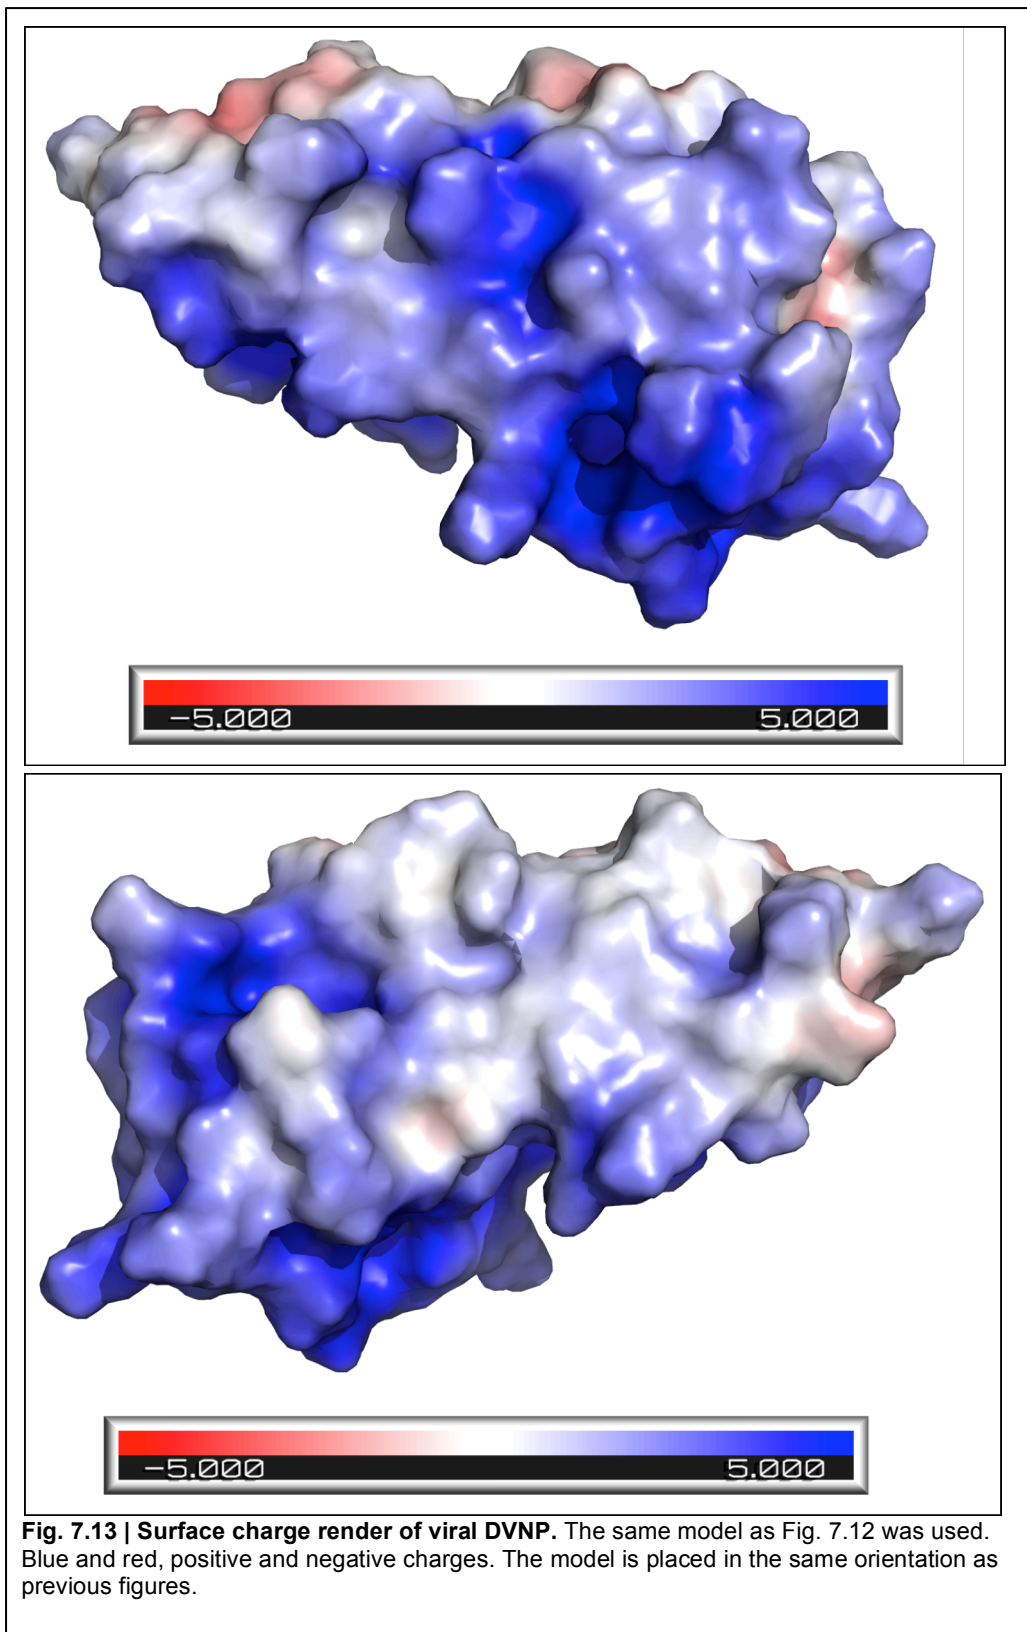 −5.000 5.000
−5.000 5.000
Fig. 7.13 | Surface charge render of viral DVNP. The same model as Fig. 7.12 was used.
Blue and red, positive and negative charges. The model is placed in the same orientation as
previous figures.